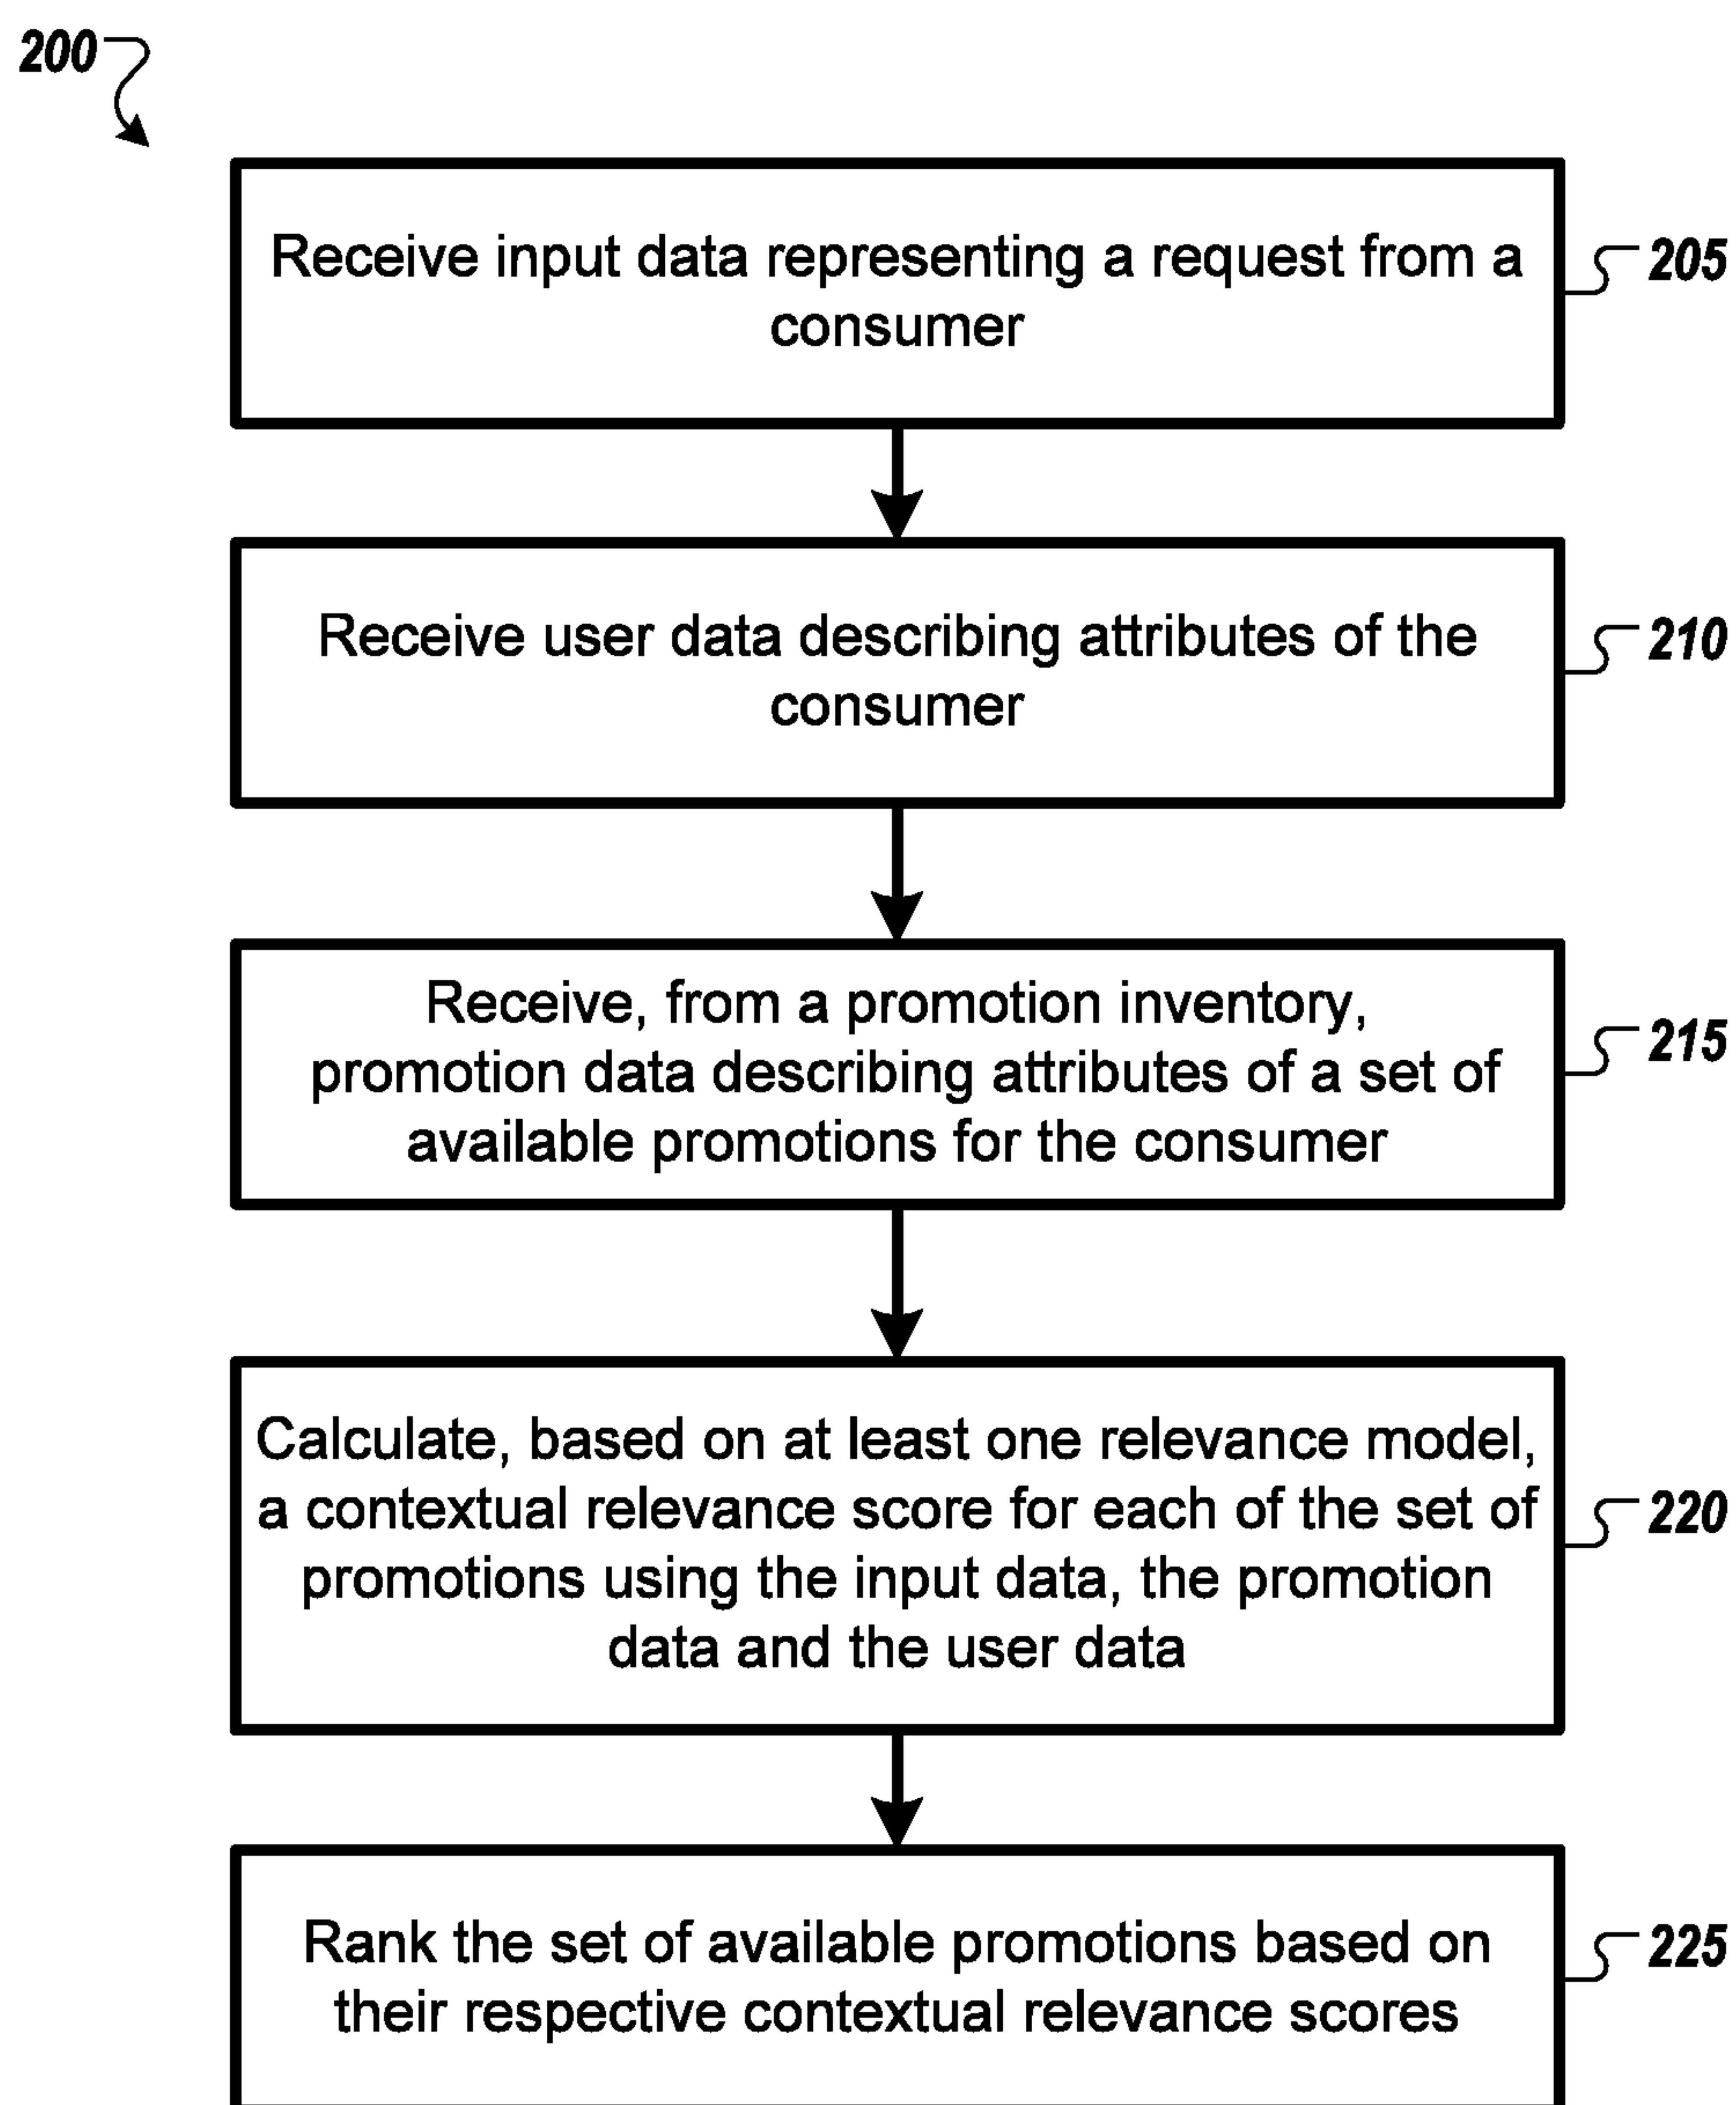 200
Receive input data representing a request from a
consumer
205
Receive user data describing attributes of the
consumer
210
Receive, from a promotion inventory,
promotion data describing attributes of a set of
available promotions for the consumer
215
Calculate, based on at least one relevance model,
a contextual relevance score for each of the set of
promotions using the input data, the promotion
data and the user data
220
Rank the set of available promotions based on
their respective contextual relevance scores
225